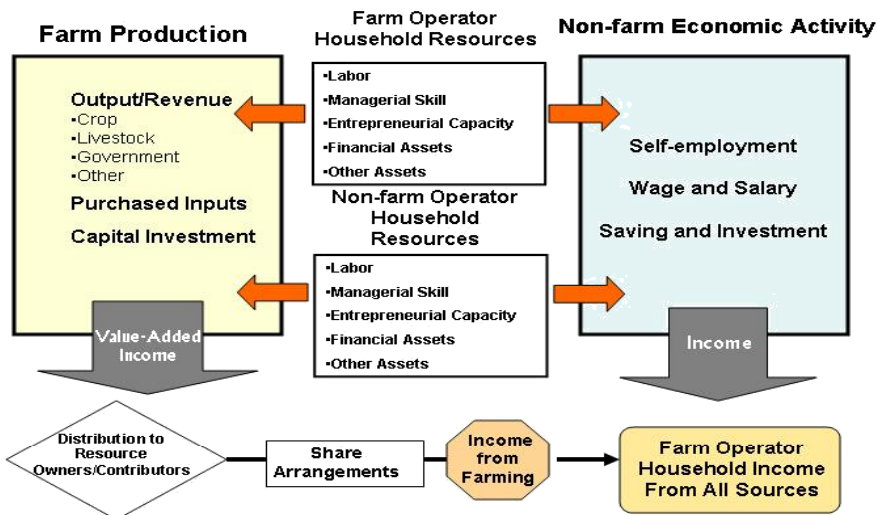 Farm Production
Farm Operator
Household Resources
Non-farm Economic Activity
Output/Revenue
•Crop
•Livestock
•Government
•Other
Purchased Inputs
Capital Investment
•Labor
•Managerial Skill
•Entrepreneurial Capacity
•Financial Assets
•Other Assets
Non-farm Operator
Household
Resources
•Labor
•Managerial Skill
•Entrepreneurial Capacity
•Financial Assets
•Other Assets
Self-employment
Wage and Salary
Saving and Investment
Value-Added
Income
Income
Distribution to
Resource
Owners/Contributors
Share
Arrangements
Income
from
Farming
Farm Operator
Household Income
From All Sources